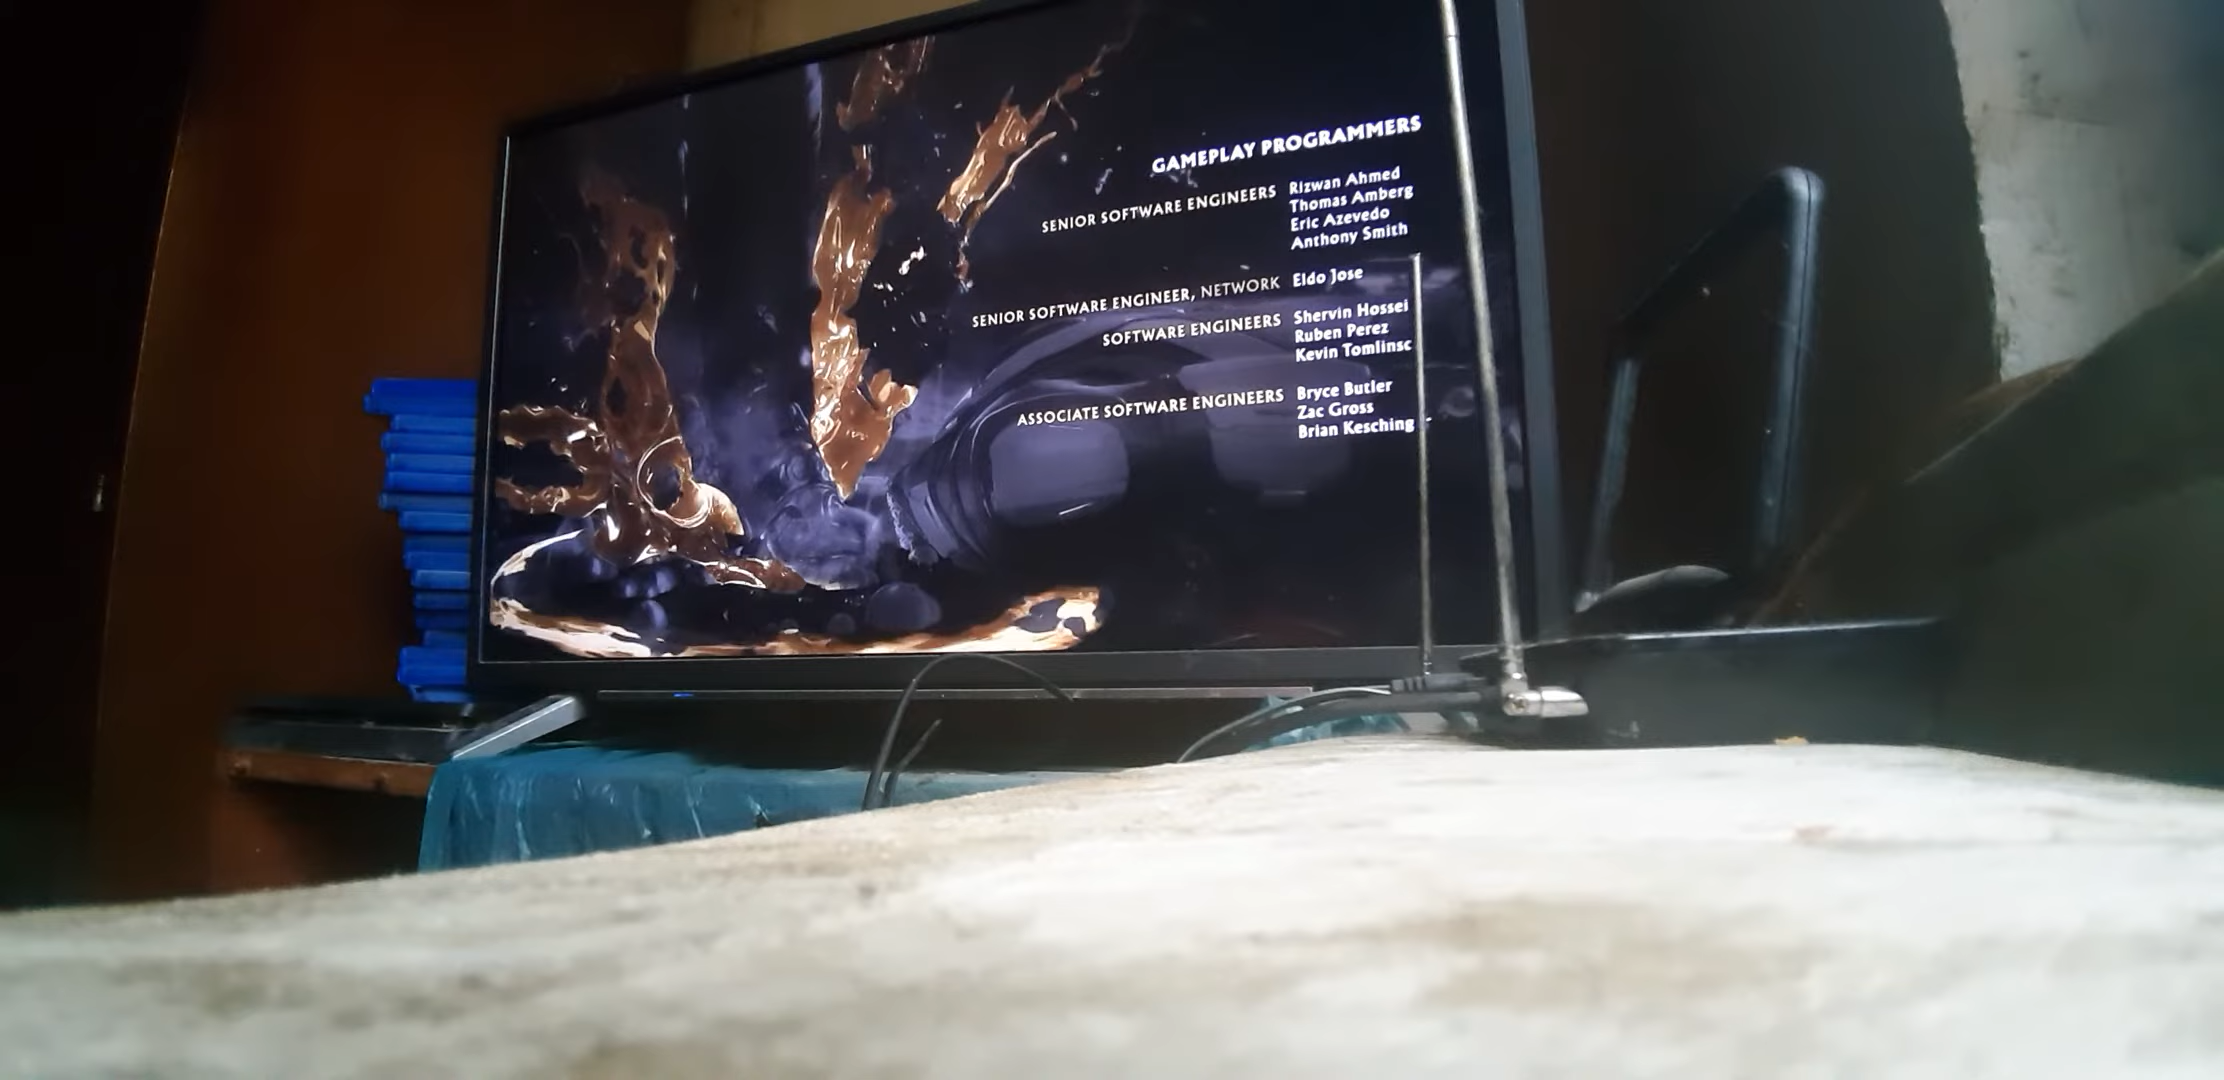 GAMEPLAY PROGRAMMERS
SENIOR SOFTWARE ENGINEERS Rizwan Ahmed
Thomas Amberg
Eric Azevedo
Anthony Smith
SENIOR SOFTWARE ENGINEER, NETWORK Eldo Jose
SOFTWARE ENGINEERS Shervin Hossei
Ruben Perez
Kevin Tomlinsc
ASSOCIATE SOFTWARE ENGINEERS Bryce Butler
Zac Gross
Brian Kesching